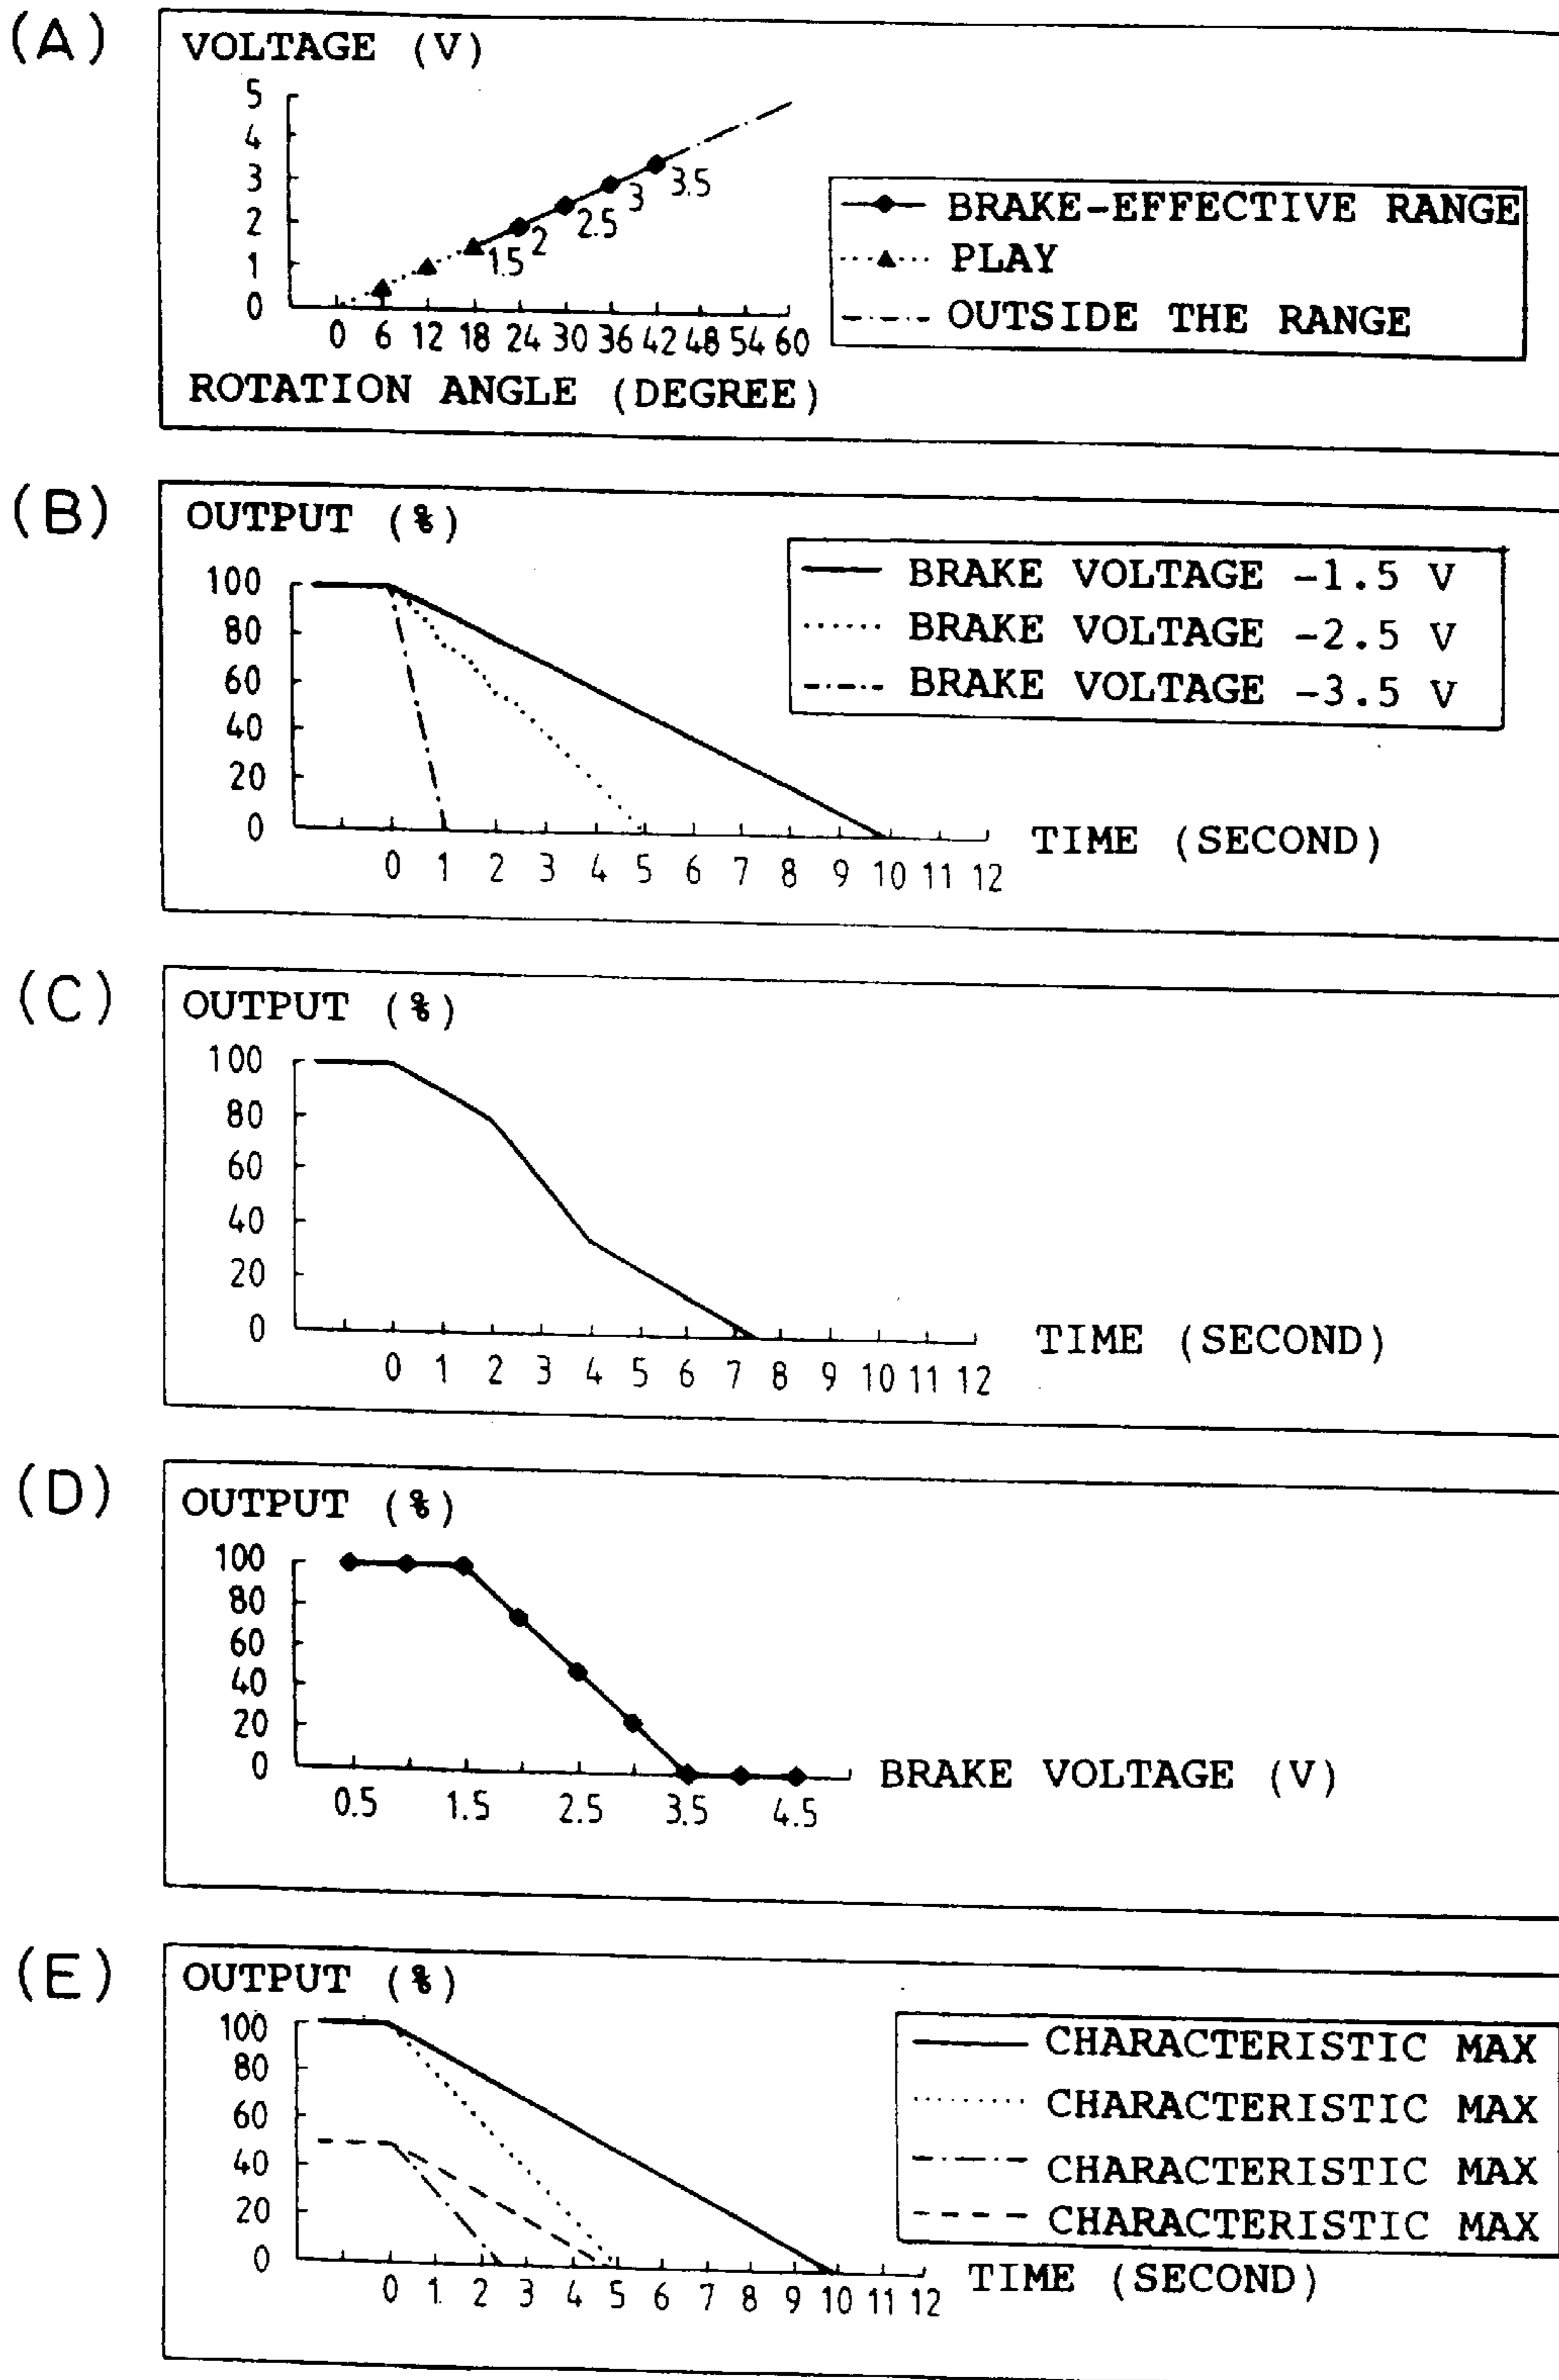 (A)
VOLTAGE (V)
5
4
3
2
1
0
1.5
2
2.5
3
3.5
0 6 12 18 24 30 36 42 48 54 60
ROTATION ANGLE (DEGREE)
BRAKE-EFFECTIVE RANGE
PLAY
OUTSIDE THE RANGE
(B)
OUTPUT (%)
100
80
60
40
20
0
0 1 2 3 4 5 6 7 8 9 10 11 12
TIME (SECOND)
BRAKE VOLTAGE -1.5 V
BRAKE VOLTAGE -2.5 V
BRAKE VOLTAGE -3.5 V
(C)
OUTPUT (%)
100
80
60
40
20
0
0 1 2 3 4 5 6 7 8 9 10 11 12
TIME (SECOND)
(D)
OUTPUT (%)
100
80
60
40
20
0
0.5 1.5 2.5 3.5 4.5
BRAKE VOLTAGE (V)
(E)
OUTPUT (%)
100
80
60
40
20
0
0 1 2 3 4 5 6 7 8 9 10 11 12
TIME (SECOND)
CHARACTERISTIC MAX
CHARACTERISTIC MAX
CHARACTERISTIC MAX
CHARACTERISTIC MAX